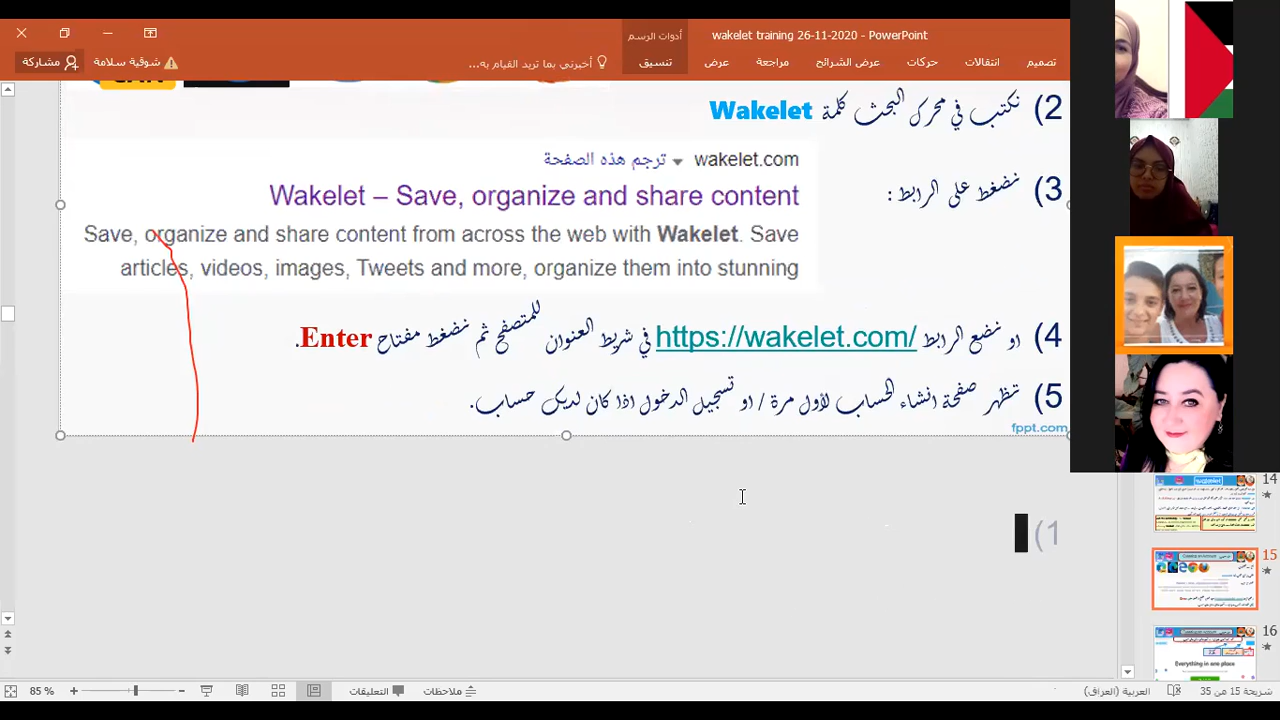 wakelet training 26-11-2020 - PowerPoint
أدوات الرسم
تصميم
انتقالات
حركات
عرض الشرائح
مراجعة
عرض
تنسيق
أخبرني بما تريد القيام به...
شوقية سلامة
مشاركة
2) نكتب في محرك البحث كلمة Wakelet
wakelet.com ترجم هذه الصفحة
Wakelet – Save, organize and share content
Save, organize and share content from across the web with Wakelet. Save
articles, videos, images, Tweets and more, organize them into stunning
3) نضغط على الرابط :
4) او نضع الرابط https://wakelet.com/ في شريط العنوان للمتصفح ثم نضغط مفتاح Enter.
5) تظهر صفحة انشاء الحساب لأول مرة / او تسجيل الدخول اذا كان لديك حساب.
fppt.com
1)
14
15
16
Everything in one place
شريحة 15 من 35
العربية (العراق)
ملاحظات
التعليقات
85 %